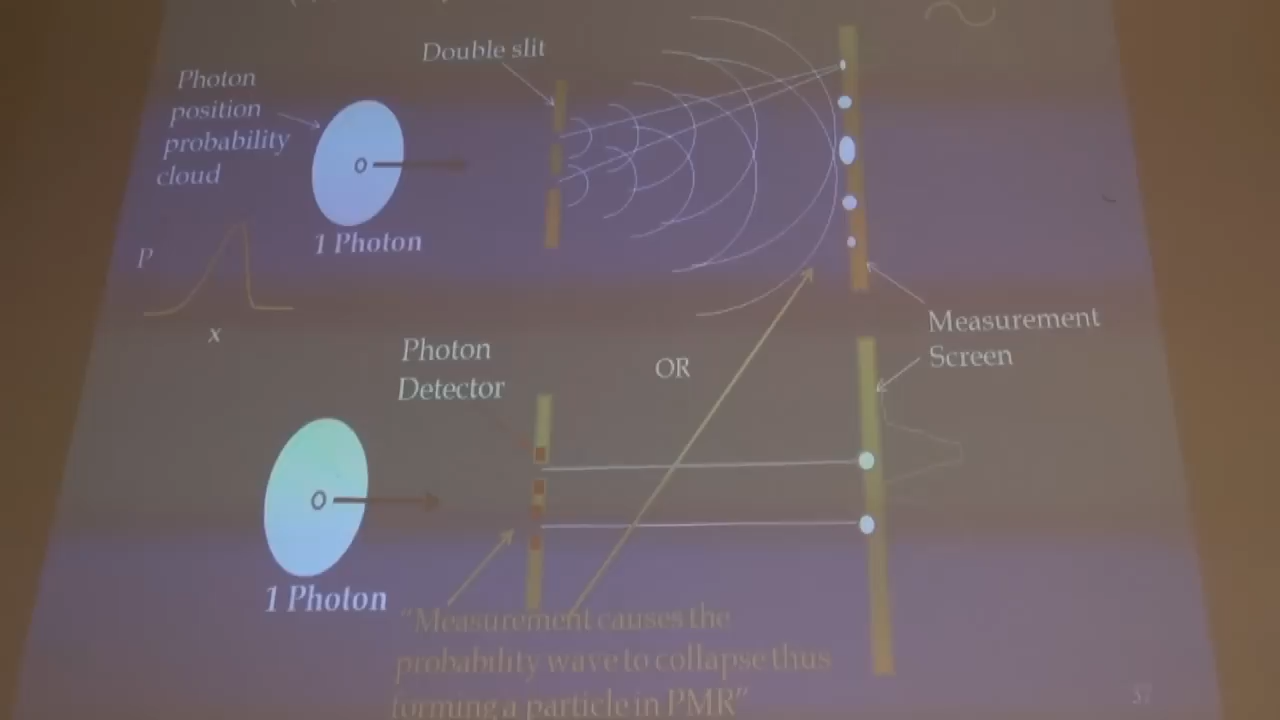 Double slit
Photon
position
probability
cloud
1 Photon
P
x
Measurement
Screen
Photon
Detector
OR
1 Photon
"Measurement causes the
probability wave to collapse thus
forming a particle in PMR"
37